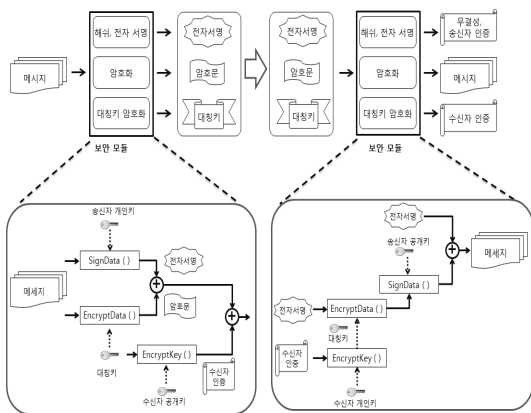 해쉬, 전자 서명
암호화
대칭키 암호화
메시지
보안 모듈
전자서명
암호문
대칭키
전자서명
암호문
대칭키
해쉬, 전자 서명
암호화
대칭키 암호화
보안 모듈
무결성,
송신자 인증
메시지
수신자 인증
송신자 개인키
SignData ( )
전자서명
메세지
EncryptData ( )
암호문
대칭키
EncryptKey ( )
수신자
인증
수신자 공개키
전자서명
송신자 공개키
SignData ( )
메세지
전자서명
EncryptData ( )
대칭키
수신자
인증
EncryptKey ( )
수신자 개인키